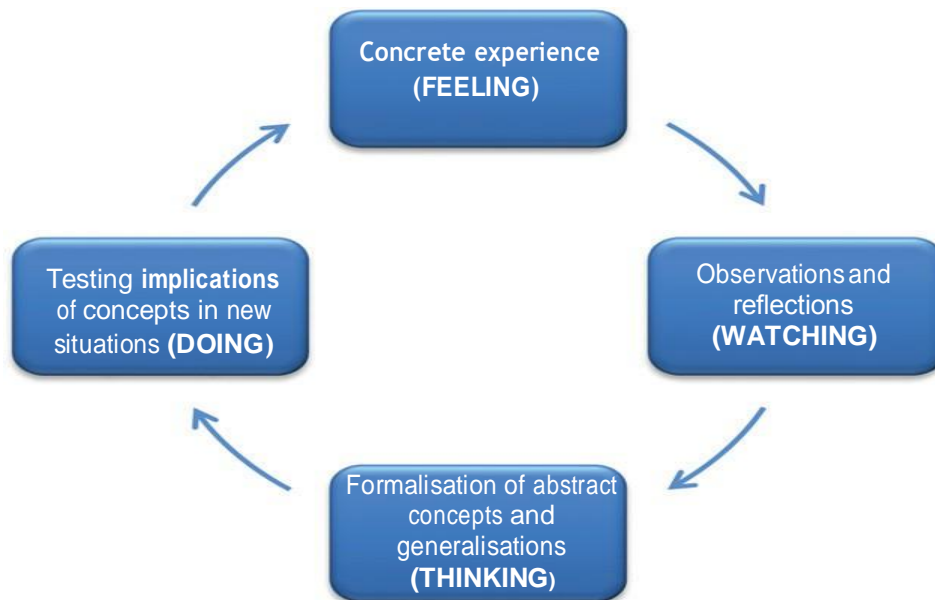 Concrete experience
(FEELING)
Testing implications
of concepts in new
situations (DOING)
Observations and
reflections
(WATCHING)
Formalisation of abstract
concepts and
generalisations
(THINKING)